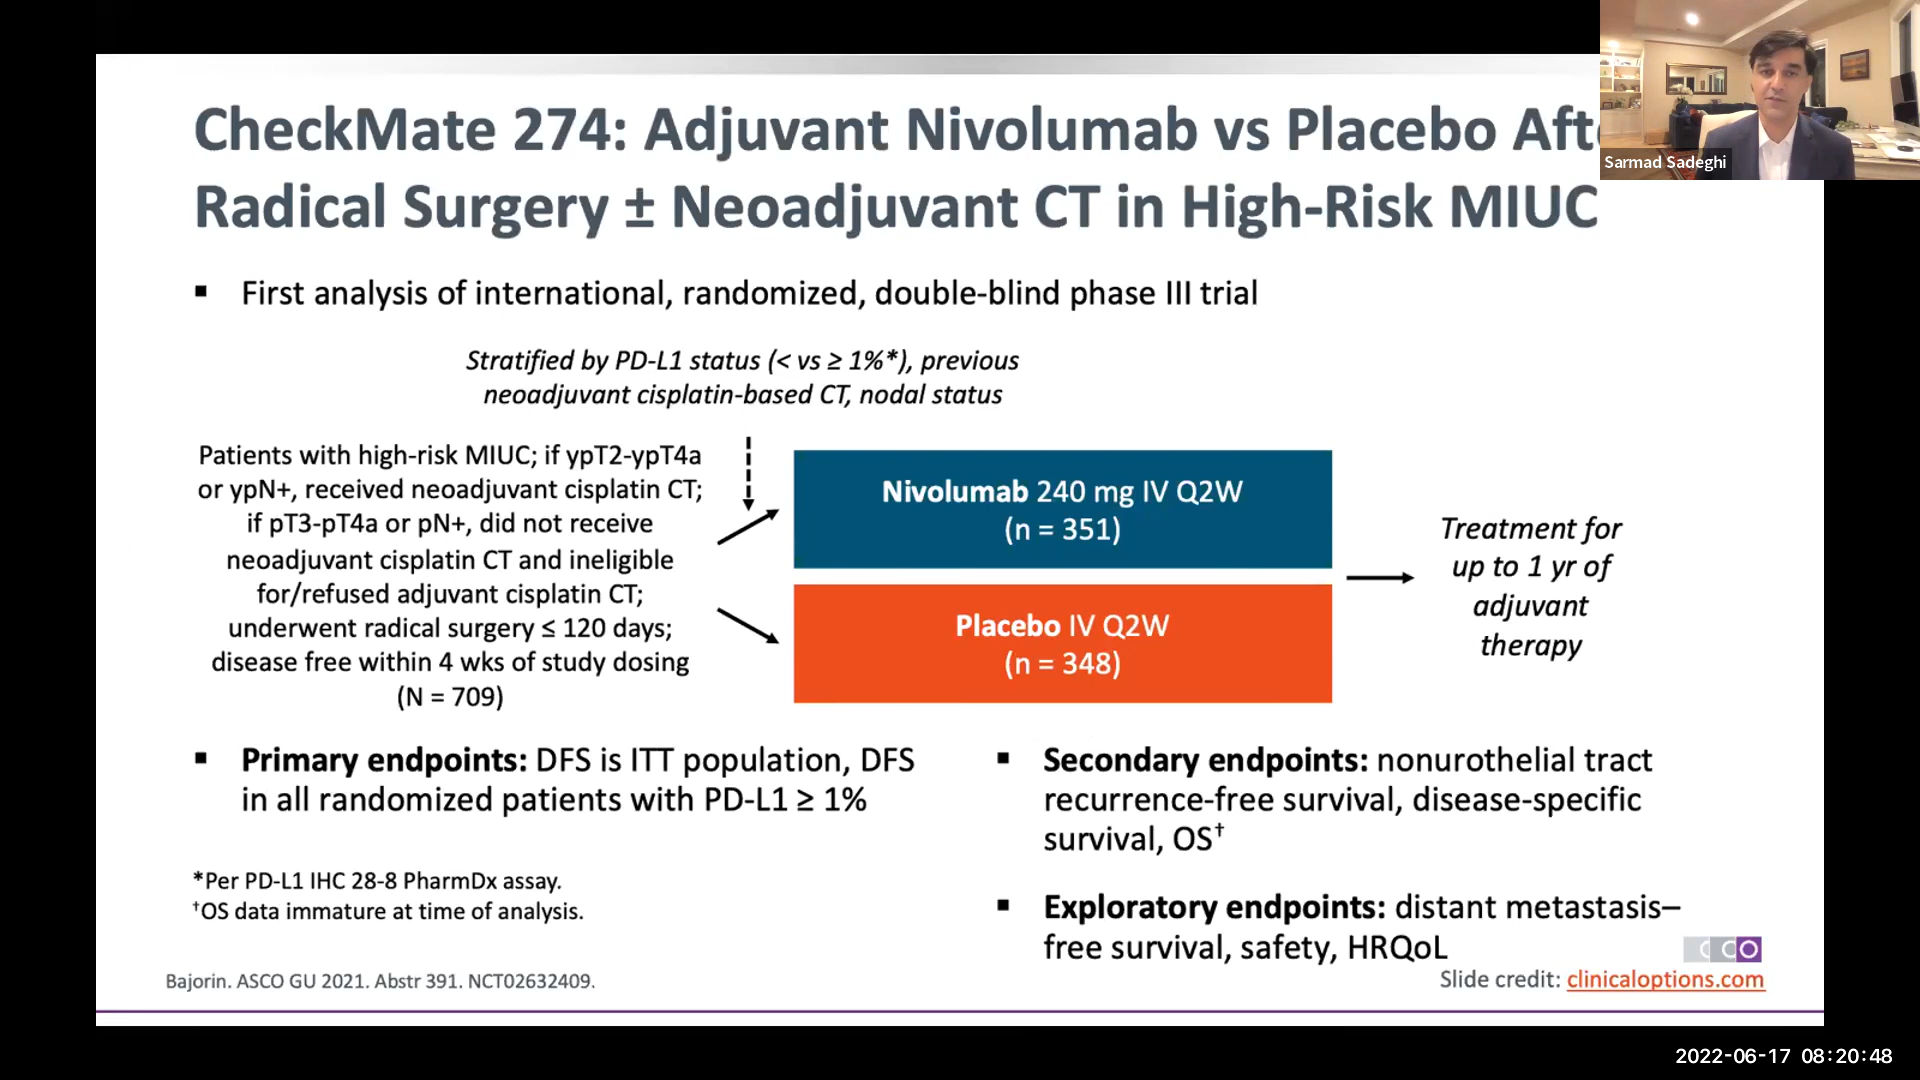 CheckMate 274: Adjuvant Nivolumab vs Placebo Aft
Radical Surgery ± Neoadjuvant CT in High-Risk MIUC
Sarmad Sadeghi
▪ First analysis of international, randomized, double-blind phase III trial
Stratified by PD-L1 status (< vs ≥ 1%*), previous
neoadjuvant cisplatin-based CT, nodal status
Patients with high-risk MIUC; if ypT2-ypT4a
or ypN+, received neoadjuvant cisplatin CT;
if pT3-pT4a or pN+, did not receive
neoadjuvant cisplatin CT and ineligible
for/refused adjuvant cisplatin CT;
underwent radical surgery ≤ 120 days;
disease free within 4 wks of study dosing
(N = 709)
Nivolumab 240 mg IV Q2W
(n = 351)
Placebo IV Q2W
(n = 348)
Treatment for
up to 1 yr of
adjuvant
therapy
▪ Primary endpoints: DFS is ITT population, DFS
in all randomized patients with PD-L1 ≥ 1%
▪ Secondary endpoints: nonurothelial tract
recurrence-free survival, disease-specific
survival, OS†
▪ Exploratory endpoints: distant metastasis–
free survival, safety, HRQoL
*Per PD-L1 IHC 28-8 PharmDx assay.
†OS data immature at time of analysis.
Bajorin. ASCO GU 2021. Abstr 391. NCT02632409.
CCO
Slide credit: clinicaloptions.com
2022-06-17 08:20:48